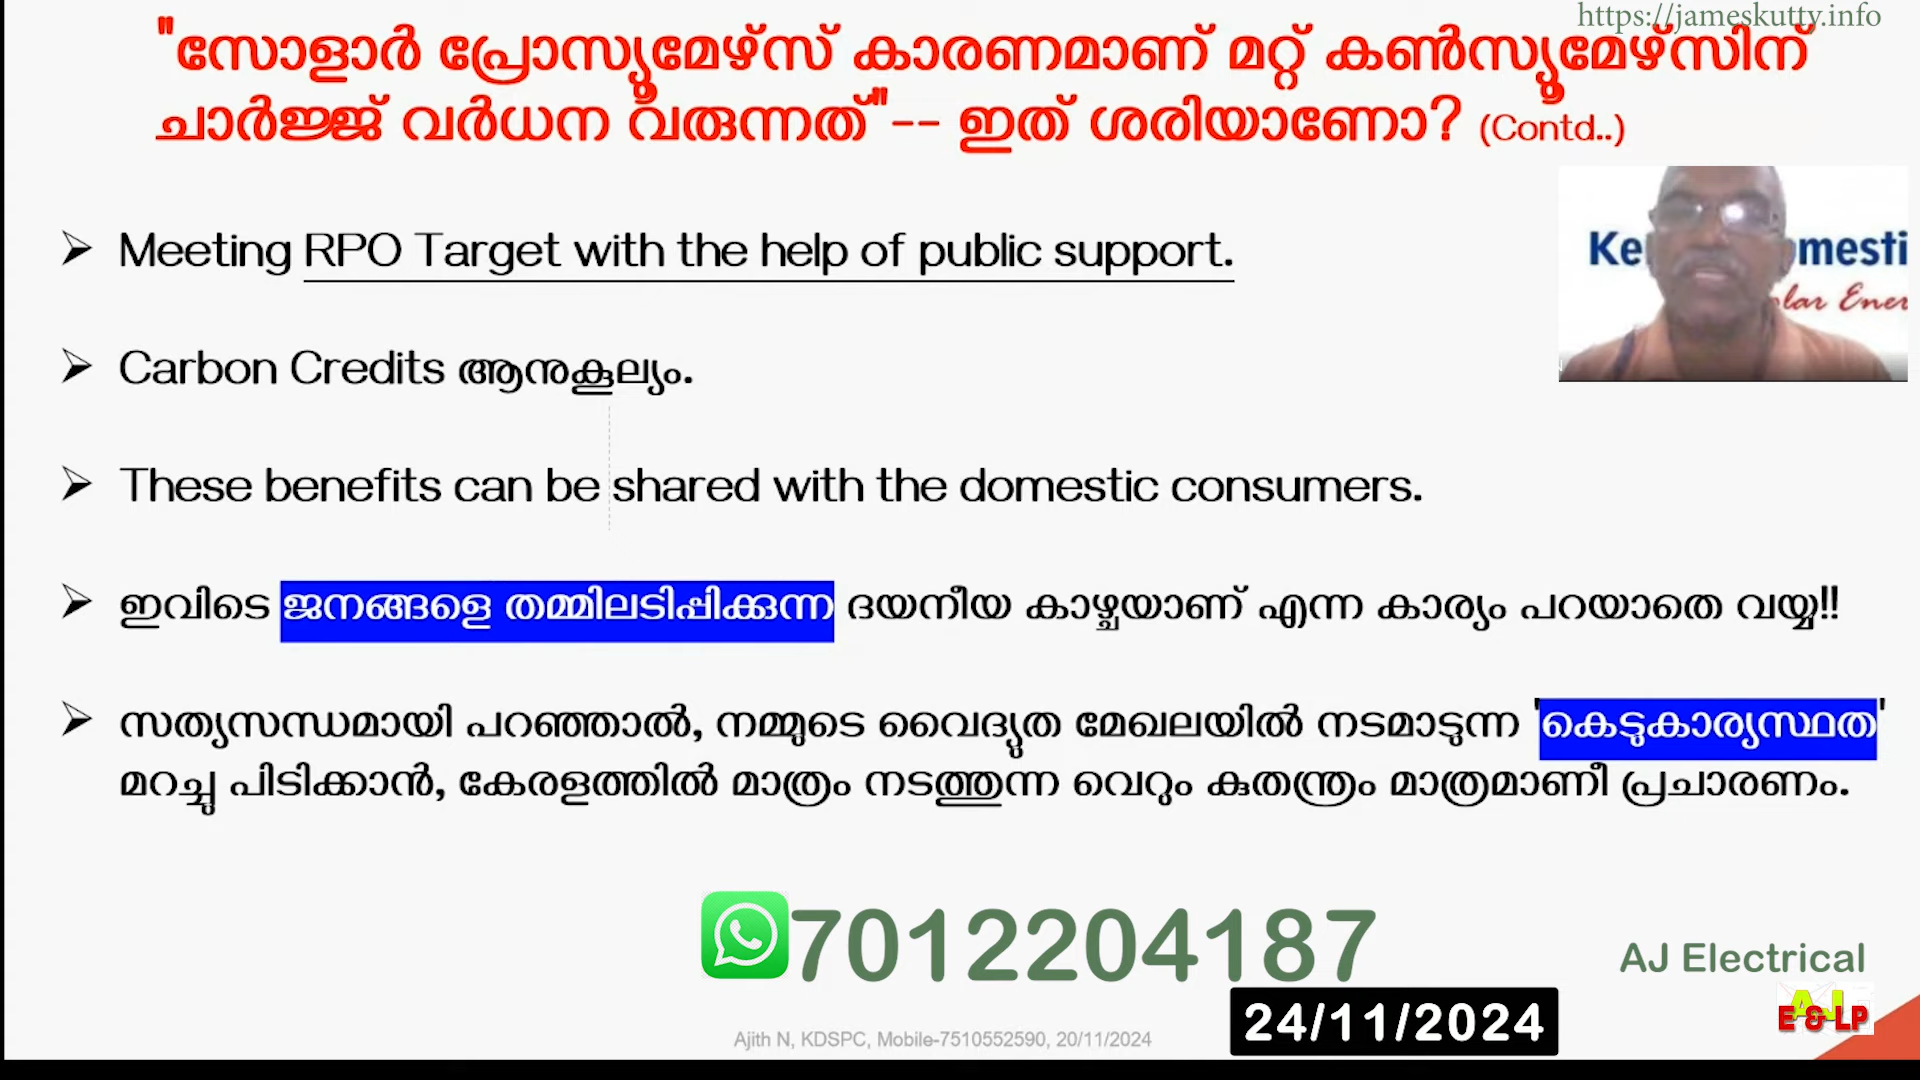 https://jameskutty.info
"സോളാർ പ്രോസ്യൂമേഴ്സ് കാരണമാണ് മറ്റ് കൺസ്യൂമേഴ്സിന്
ചാർജ്ജ് വർധന വരുന്നത്"-- ഇത് ശരിയാണോ? (Contd..)
➢ Meeting RPO Target with the help of public support.
➢ Carbon Credits ആനുകൂല്യം.
➢ These benefits can be shared with the domestic consumers.
➢ ഇവിടെ ജനങ്ങളെ തമ്മിലടിപ്പിക്കുന്ന ദയനീയ കാഴ്ചയാണ് എന്ന കാര്യം പറയാതെ വയ്യ!!
➢ സത്യസന്ധമായി പറഞ്ഞാൽ, നമ്മുടെ വൈദ്യുത മേഖലയിൽ നടമാടുന്ന 'കെടുകാര്യസ്ഥത'
മറച്ചു പിടിക്കാൻ, കേരളത്തിൽ മാത്രം നടത്തുന്ന വെറും കുതന്ത്രം മാത്രമാണീ പ്രചാരണം.
7012204187
AJ Electrical
24/11/2024
AJ
E & LP
Ajith N, KDSPC, Mobile-7510552590, 20/11/2024